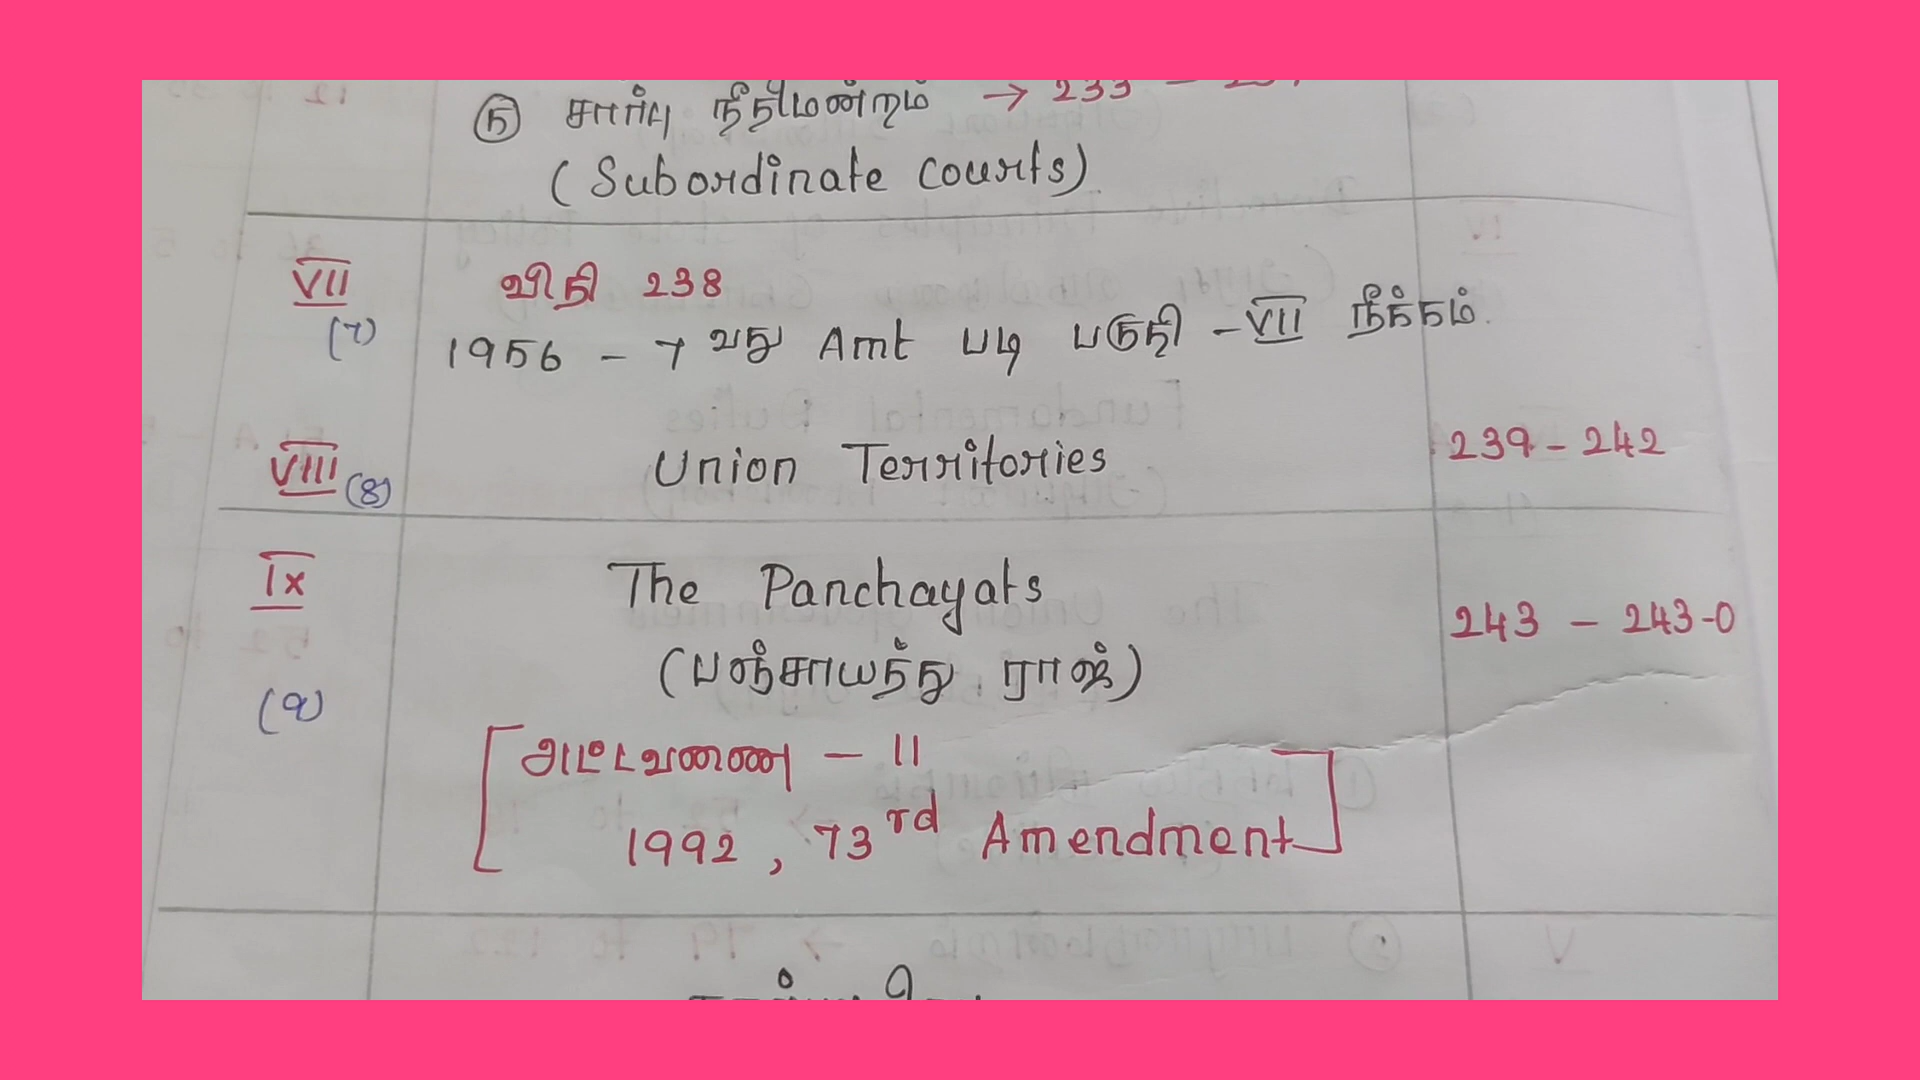 ரு சார்பு நீதிமன்றம் → 233 -
(Subordinate courts)
VII விதி 238
(7) 1956 - 7 வது Amt படி பகுதி - VII நீக்கம்.
VIII (8) Union Territories 239 - 242
IX The Panchayats 243 - 243-O
(பஞ்சாயத்து ராஜ்)
(9)
[அட்டவணை - 11
1992, 73rd Amendment]